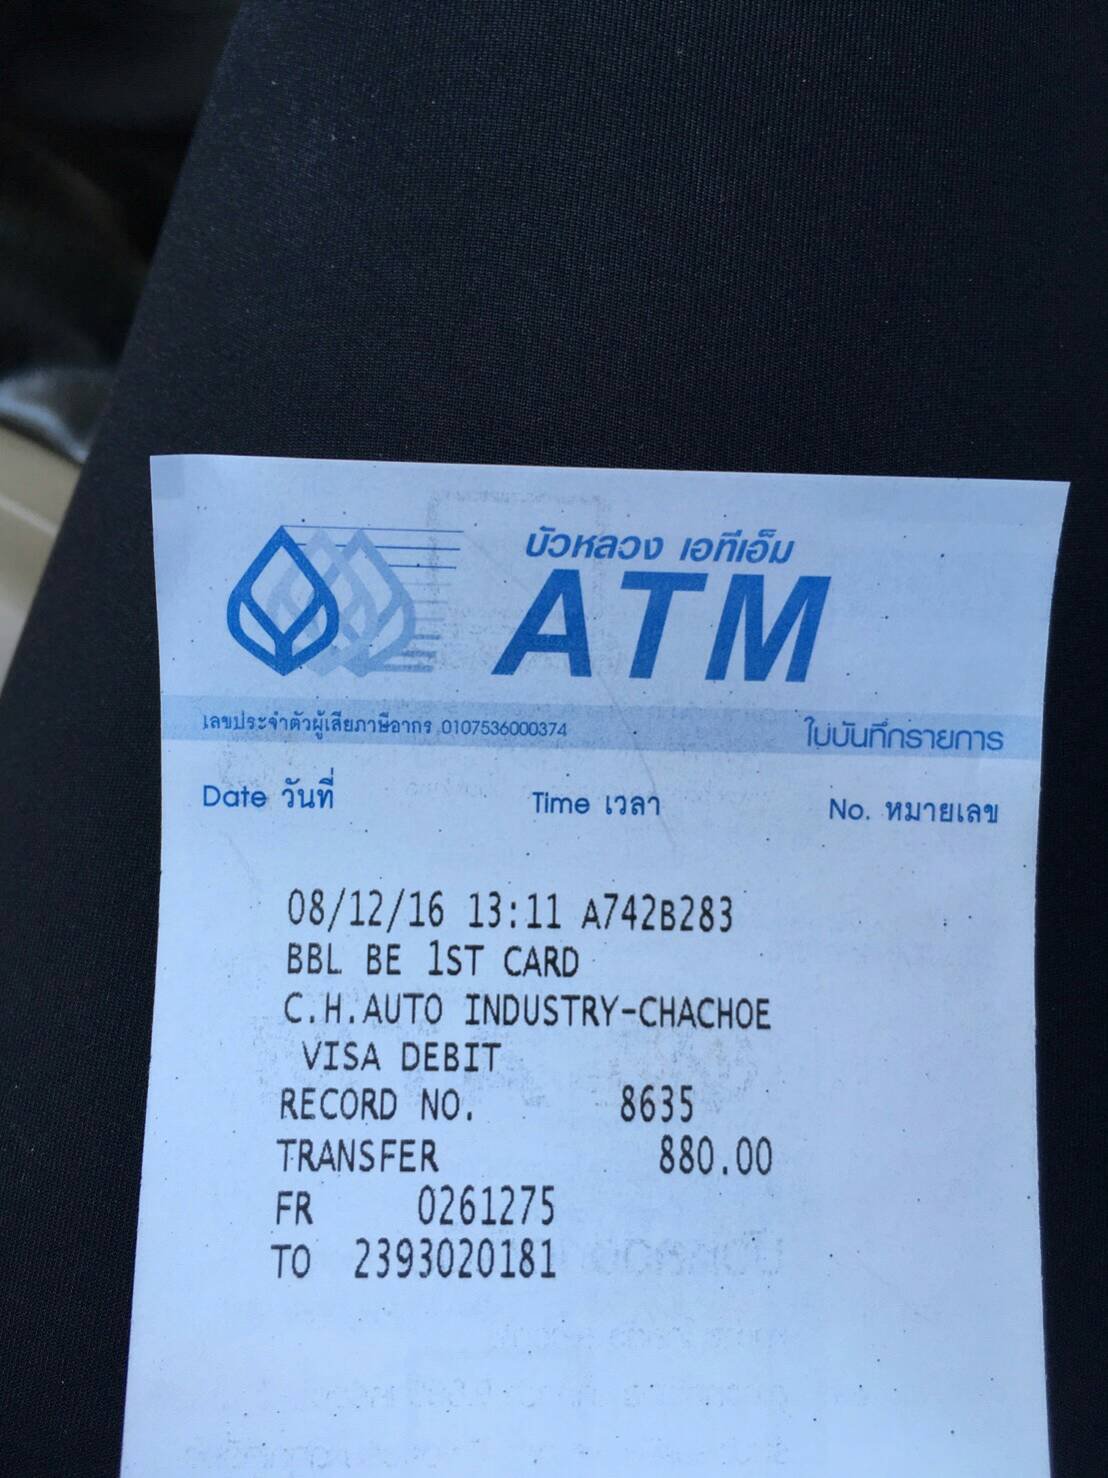 บัวหลวง เอทีเอ็ม
ATM
เลขประจำตัวผู้เสียภาษีอากร 0107536000374 ใบบันทึกรายการ
Date วันที่ Time เวลา No. หมายเลข
08/12/16 13:11 A742B283
BBL BE 1ST CARD
C.H.AUTO INDUSTRY-CHACHOE
VISA DEBIT
RECORD NO. 8635
TRANSFER 880.00
FR 0261275
TO 2393020181